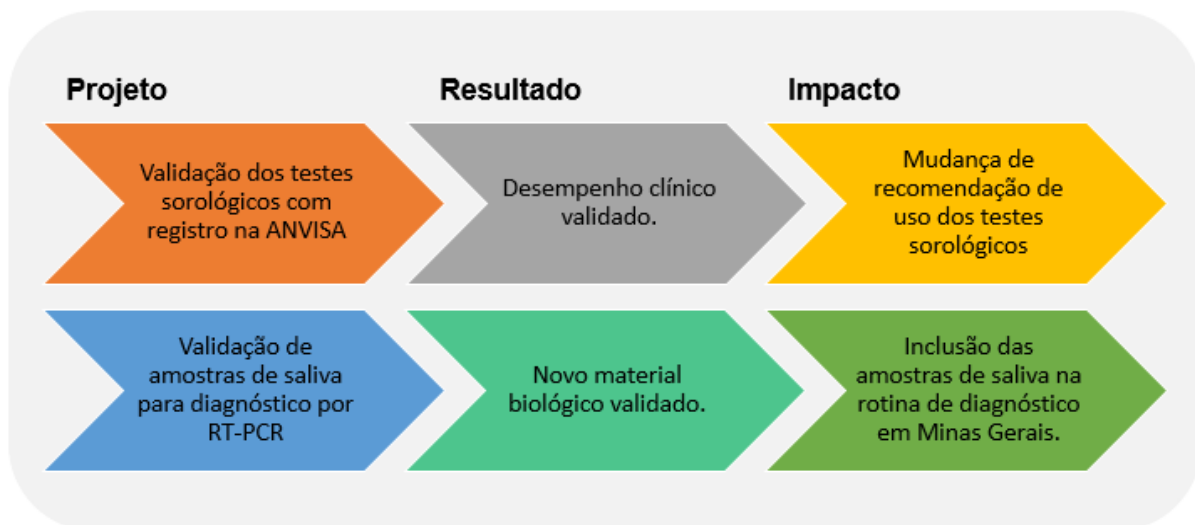 Projeto
Resultado
Impacto
Validação dos testes
sorológicos com
registro na ANVISA
Desempenho clínico
validado.
Mudança de
recomendação de
uso dos testes
sorológicos
Validação de
amostras de saliva
para diagnóstico por
RT-PCR
Novo material
biológico validado.
Inclusão das
amostras de saliva na
rotina de diagnóstico
em Minas Gerais.